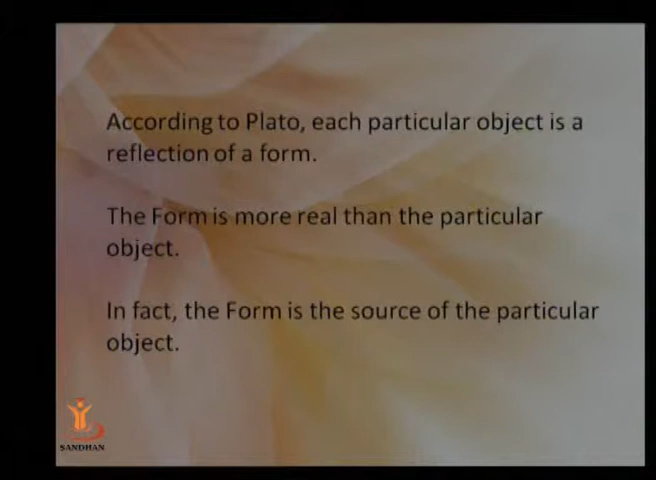 According to Plato, each particular object is a
reflection of a form.
The Form is more real than the particular
object.
In fact, the Form is the source of the particular
object.
SANDHAN